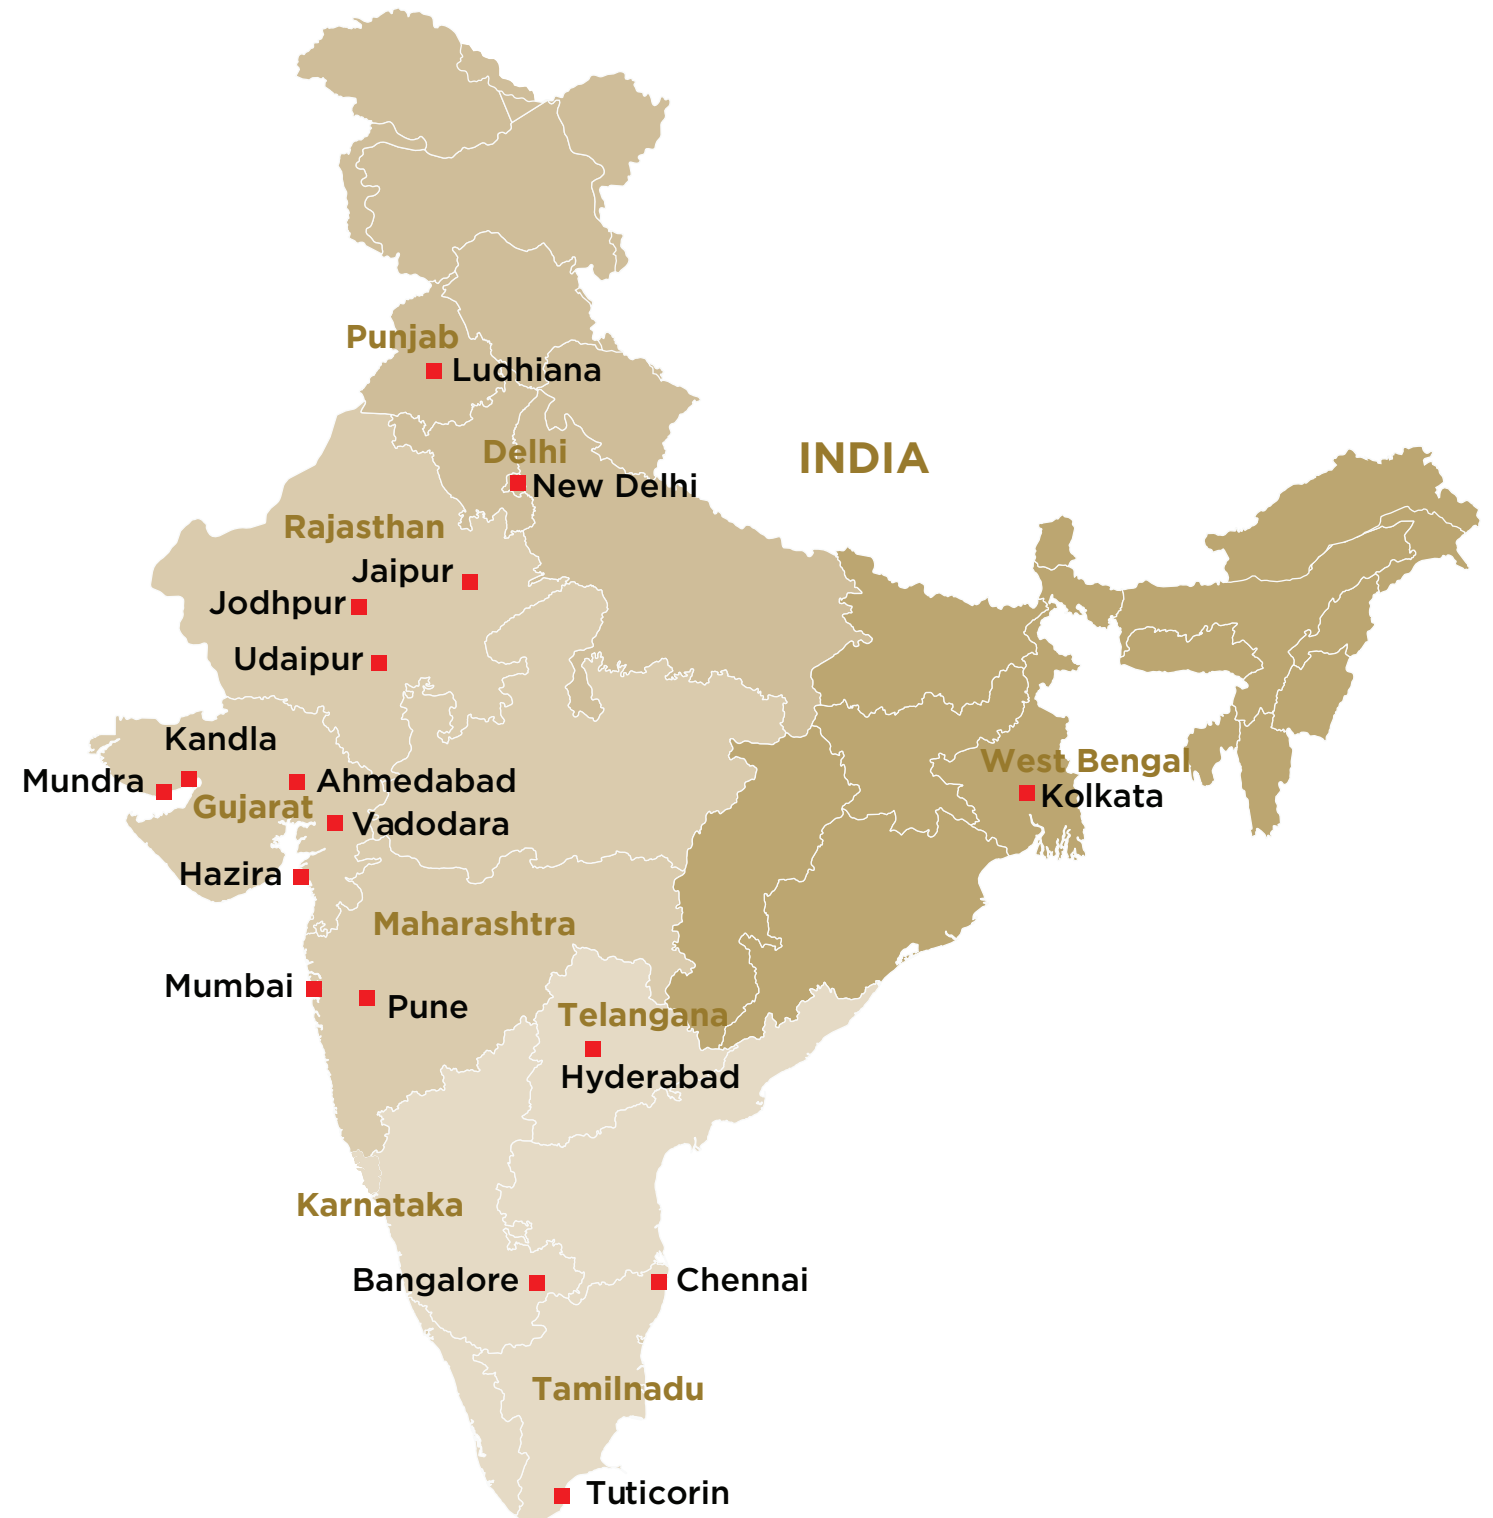 Punjab
Ludhiana
Delhi
INDIA
New Delhi
Rajasthan
Jaipur
Jodhpur
Udaipur
Kandla
West Bengal
Mundra
Ahmedabad
Kolkata
Gujarat
Vadodara
Hazira
Maharashtra
Mumbai
Pune
Telangana
Hyderabad
Karnataka
Bangalore
Chennai
Tamilnadu
Tuticorin